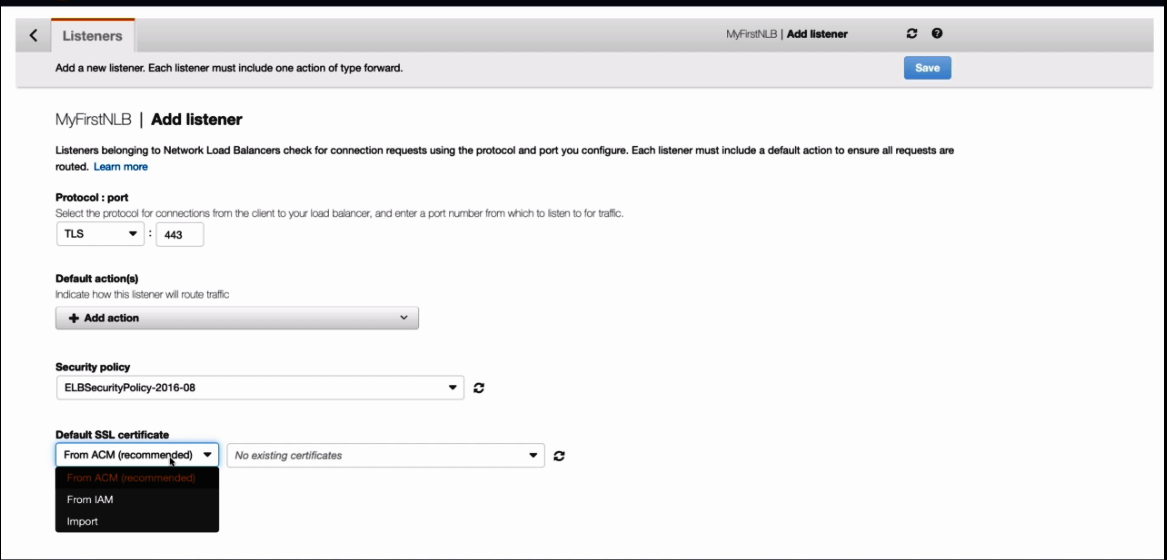 Listeners
MyFirstNLB | Add listener
Add a new listener. Each listener must include one action of type forward.
Save
MyFirstNLB | Add listener
Listeners belonging to Network Load Balancers check for connection requests using the protocol and port you configure. Each listener must include a default action to ensure all requests are
routed. Learn more
Protocol : port
Select the protocol for connections from the client to your load balancer, and enter a port number from which to listen to for traffic.
TLS : 443
Default action(s)
Indicate how this listener will route traffic
Add action
Security policy
ELBSecurityPolicy-2016-08
Default SSL certificate
From ACM (recommended) No existing certificates
From ACM (recommended)
From IAM
Import